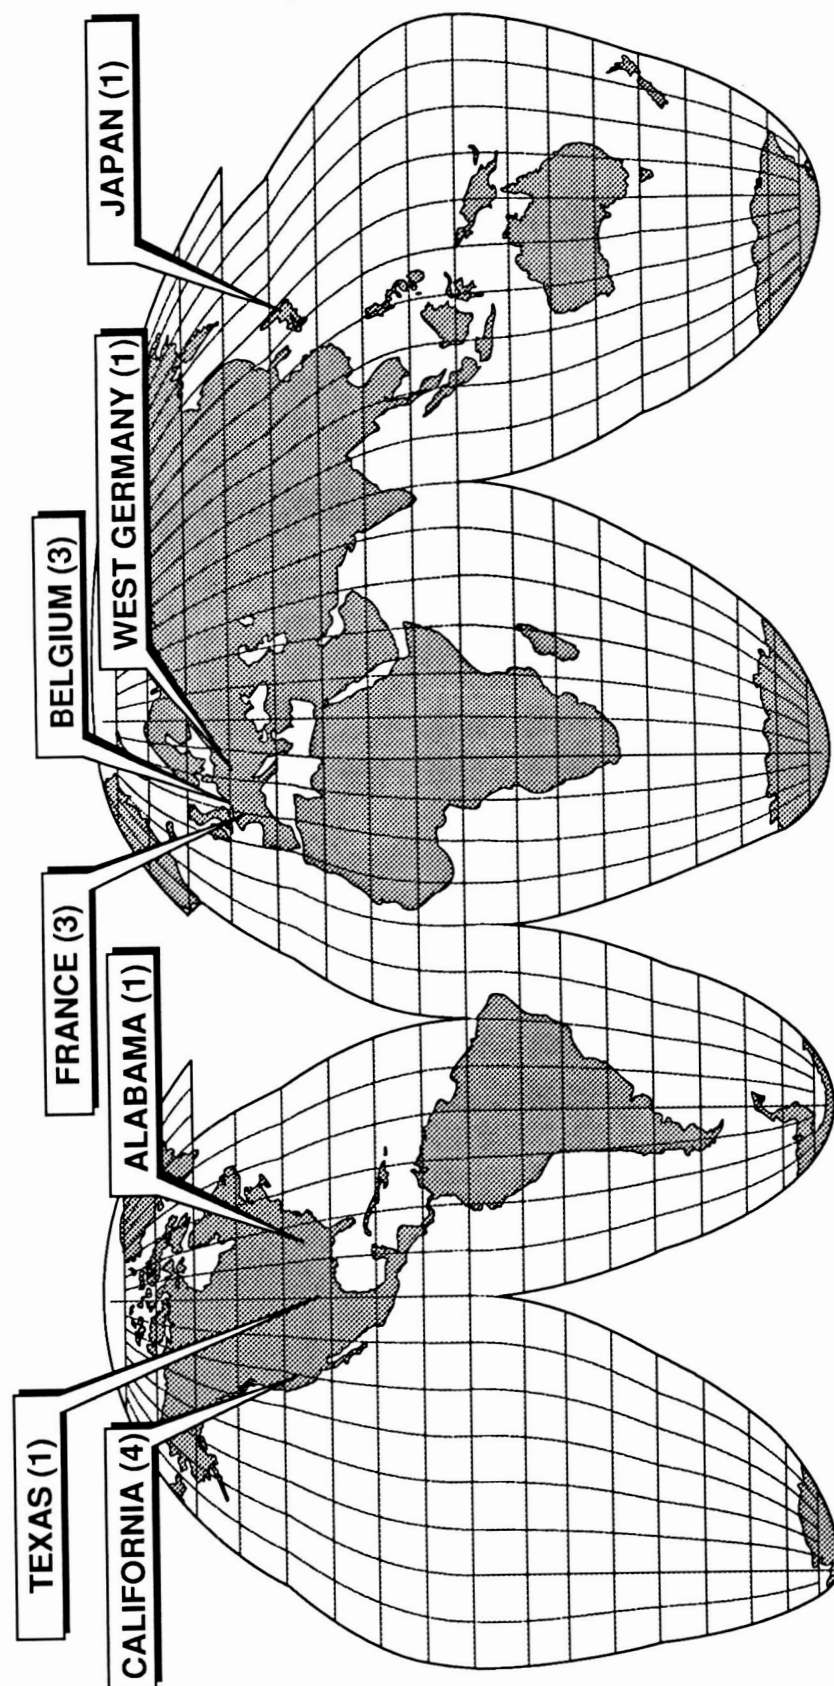 TEXAS (1)
CALIFORNIA (4)
ALABAMA (1)
FRANCE (3)
BELGIUM (3)
WEST GERMANY (1)
JAPAN (1)